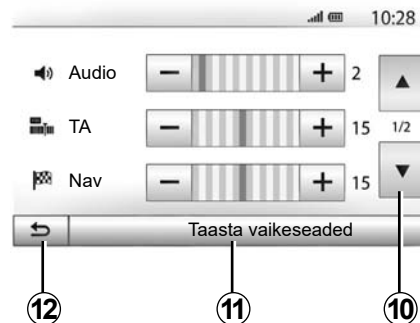 10:28
Audio − + 2 ▲
TA − + 15 1/2
Nav − + 15 ▼
Taasta vaikeseaded
12 11 10